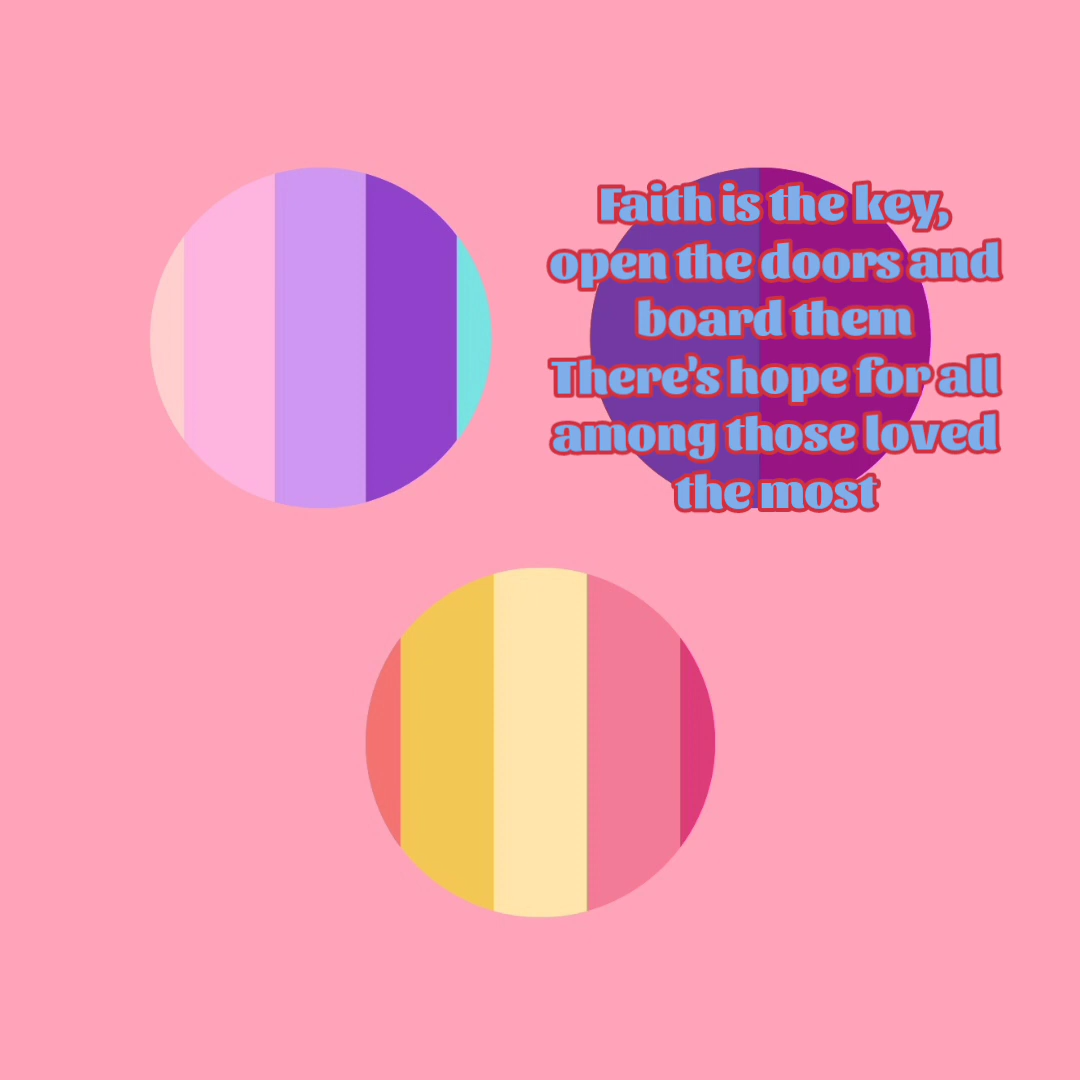 Faith is the key,
open the doors and
board them
There's hope for all
among those loved
the most